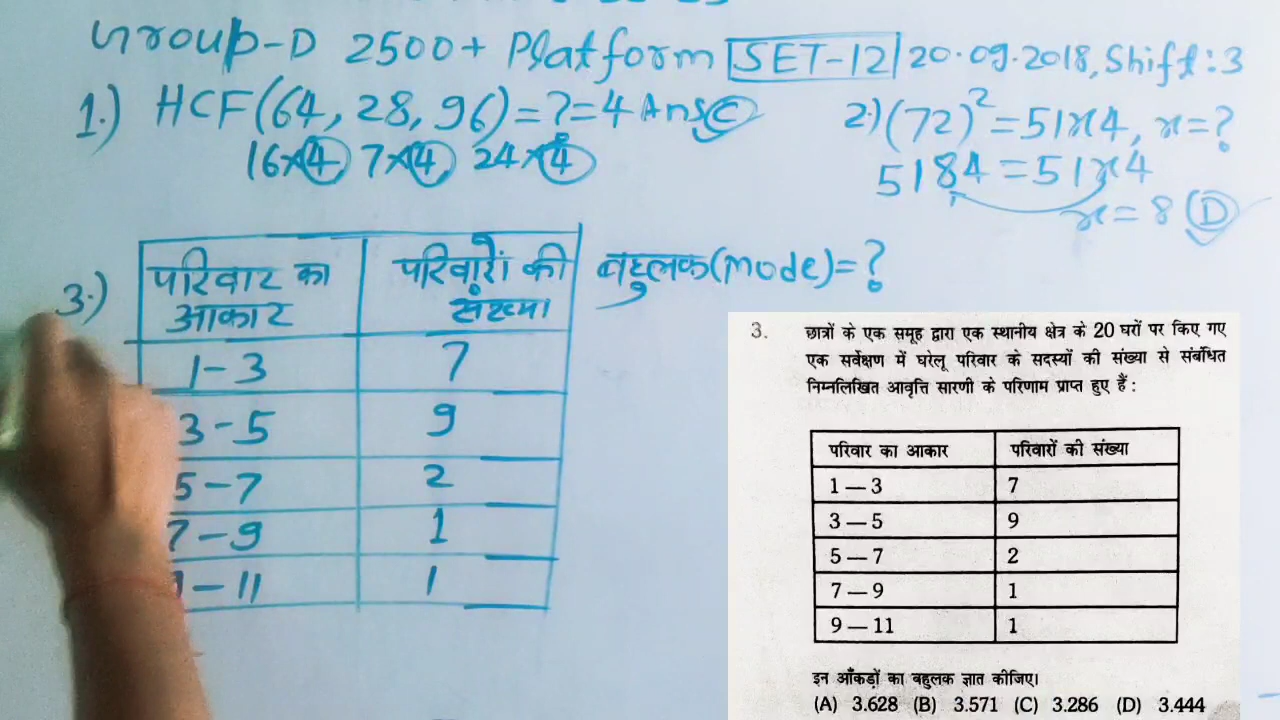 Group-D 2500+ Platform SET-12 20.09.2018, Shift:3
1.) HCF(64, 28, 96)=?=4 Ans C
16×4 7×4 24×4
2.) (72)² = 51x4, x=?
5184 = 51x4
x = 8 D
3.)
परिवार का आकार | परिवारों की संख्या
1-3 | 7
3-5 | 9
5-7 | 2
7-9 | 1
-11 | 1
बहुलक(mode)=?
3. छात्रों के एक समूह द्वारा एक स्थानीय क्षेत्र के 20 घरों पर किए गए
एक सर्वेक्षण में घरेलू परिवार के सदस्यों की संख्या से संबंधित
निम्नलिखित आवृत्ति सारणी के परिणाम प्राप्त हुए हैं :
परिवार का आकार | परिवारों की संख्या
1 — 3 | 7
3 — 5 | 9
5 — 7 | 2
7 — 9 | 1
9 — 11 | 1
इन आँकड़ों का बहुलक ज्ञात कीजिए।
(A) 3.628 (B) 3.571 (C) 3.286 (D) 3.444